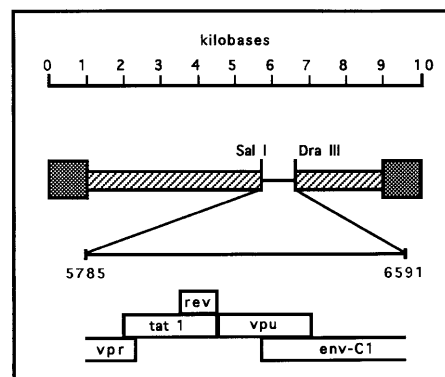 kilobases
0 1 2 3 4 5 6 7 8 9 10
Sal I Dra III
5785 6591
rev
tat 1 vpu
vpr env-C1